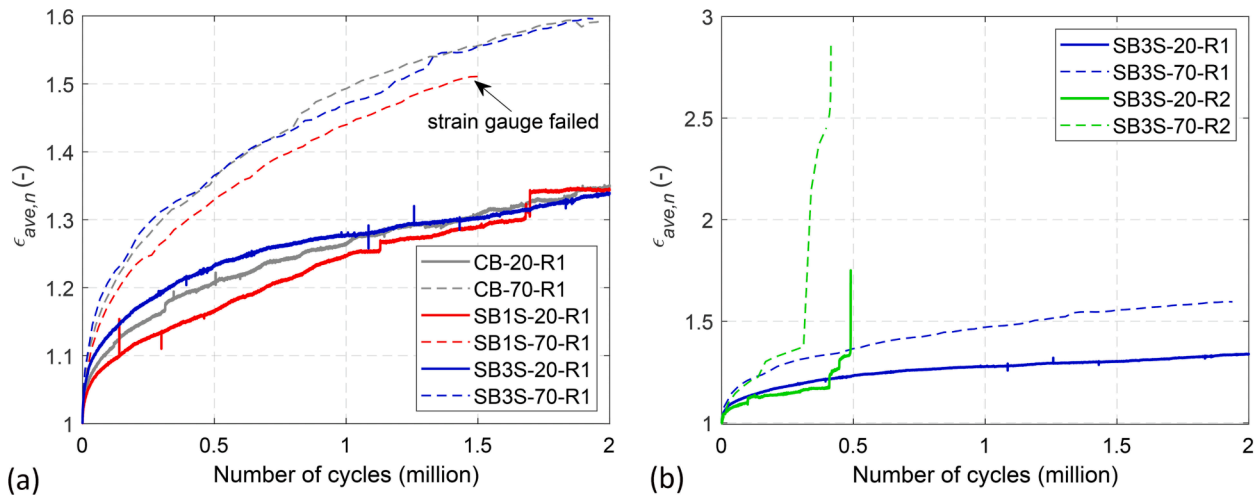 1.6
1.5
1.4
1.3
1.2
1.1
1
ϵave,n (-)
strain gauge failed
CB-20-R1
CB-70-R1
SB1S-20-R1
SB1S-70-R1
SB3S-20-R1
SB3S-70-R1
0 0.5 1 1.5 2
Number of cycles (million)
(a)
3
2.5
2
1.5
1
ϵave,n (-)
SB3S-20-R1
SB3S-70-R1
SB3S-20-R2
SB3S-70-R2
0 0.5 1 1.5 2
Number of cycles (million)
(b)